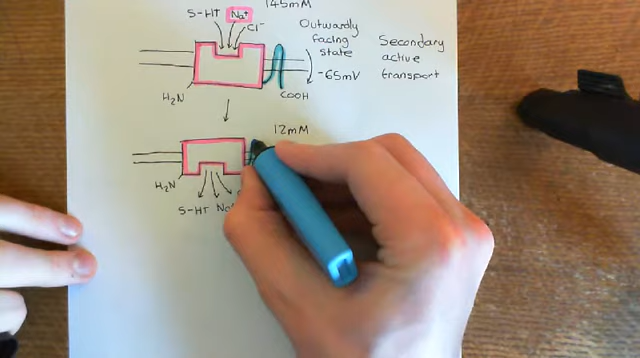 145mM
5-HT Na⁺ Cl⁻
Outwardly
facing
state
-65mV
Secondary
active
transport
H₂N
COOH
12mM
H₂N
5-HT Na